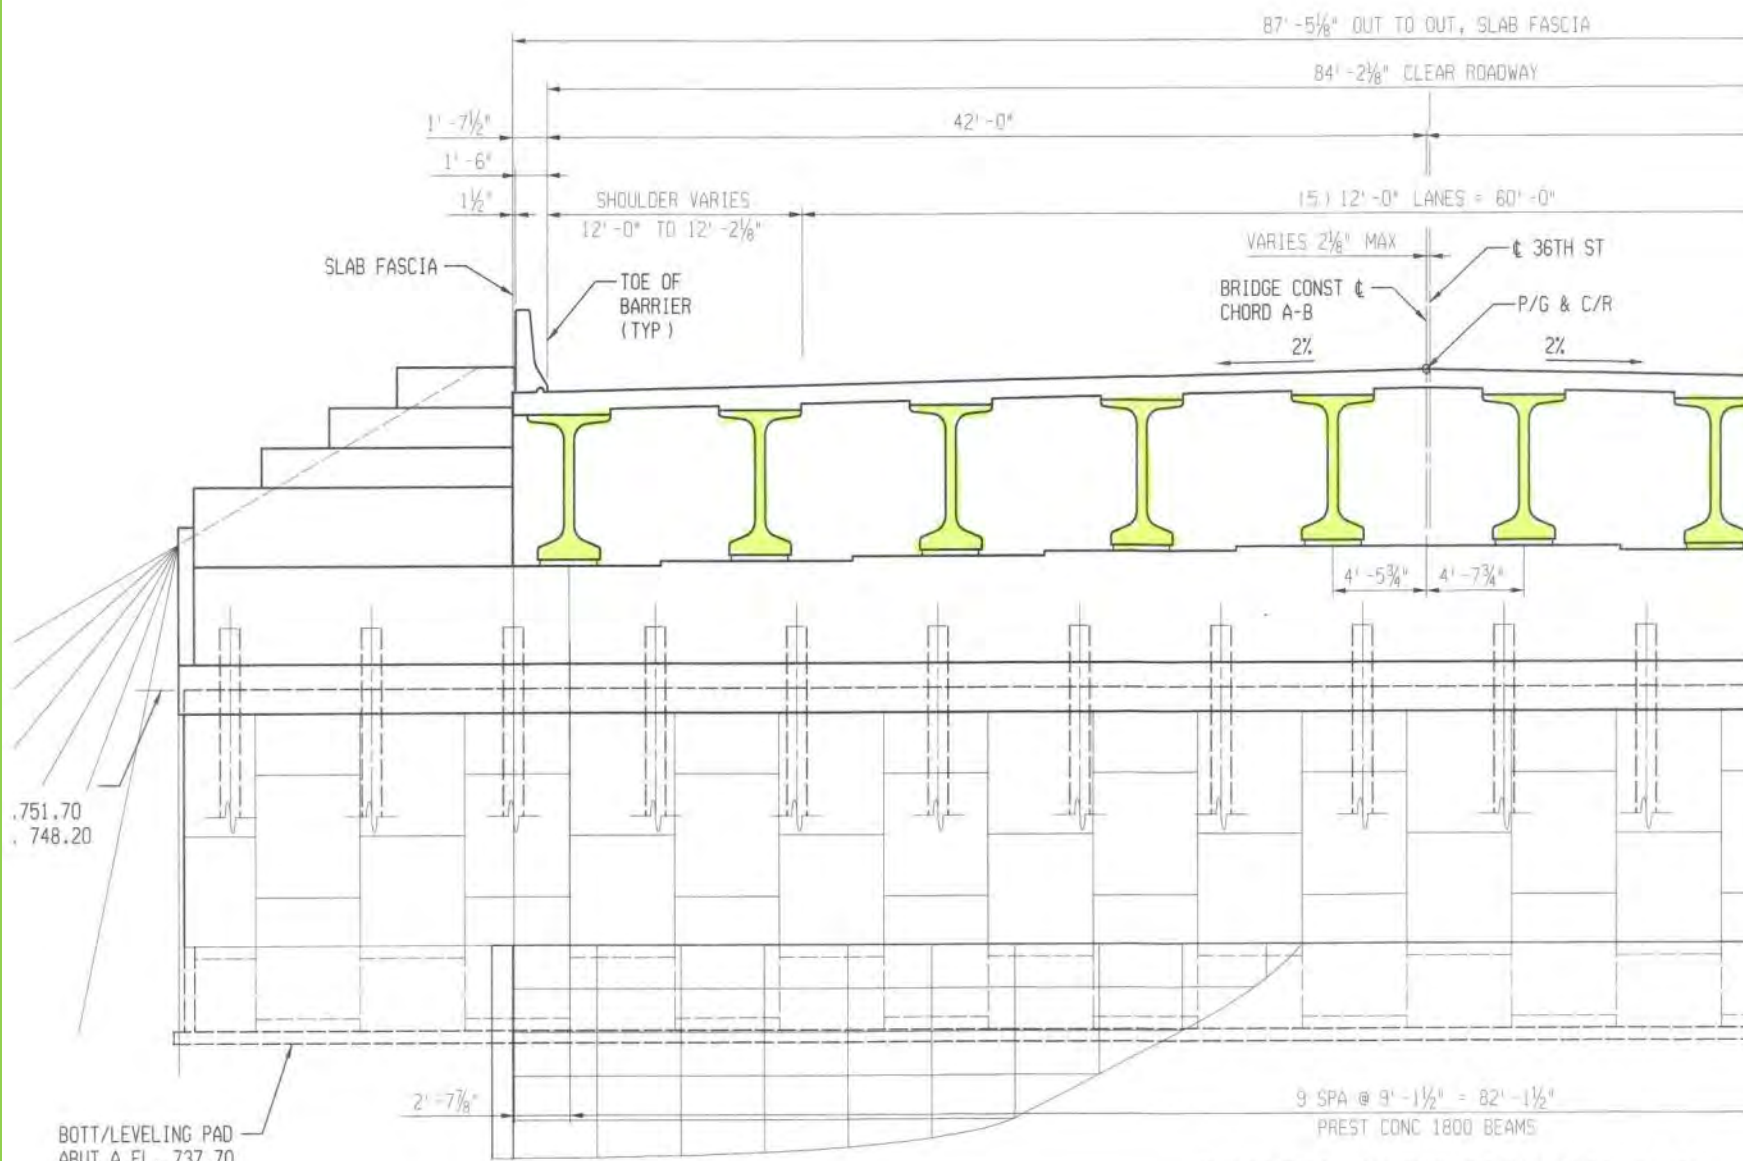 87'-5⅛" OUT TO OUT, SLAB FASCIA
84'-2⅛" CLEAR ROADWAY
1'-7½"
42'-0"
1'-6"
1½"
SHOULDER VARIES
12'-0" TO 12'-2⅛"
(5) 12'-0" LANES = 60'-0"
VARIES 2⅛" MAX
℄ 36TH ST
SLAB FASCIA
TOE OF
BARRIER
(TYP)
BRIDGE CONST ℄
CHORD A-B
P/G & C/R
2%
2%
4'-5¾"
4'-7¾"
.751.70
. 748.20
2'-7⅞"
9 SPA @ 9'-1½" = 82'-1½"
PREST CONC 1800 BEAMS
BOTT/LEVELING PAD
ABUT A EL. 737.70